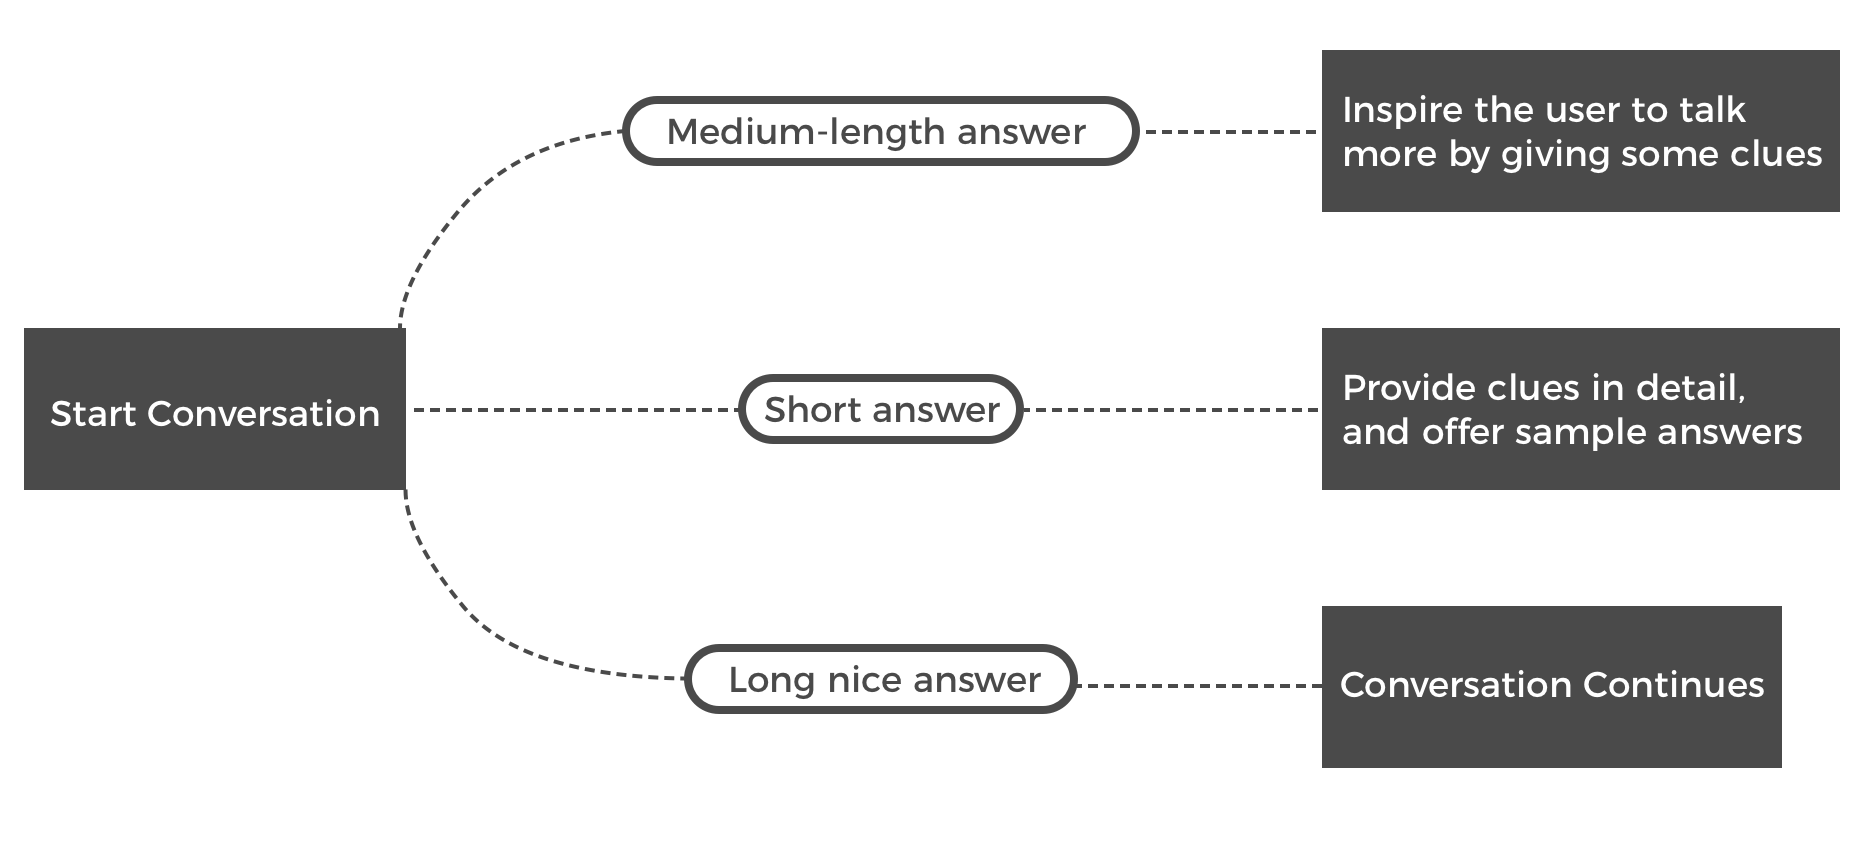 Medium-length answer
Inspire the user to talk
more by giving some clues
Start Conversation
Short answer
Provide clues in detail,
and offer sample answers
Long nice answer
Conversation Continues